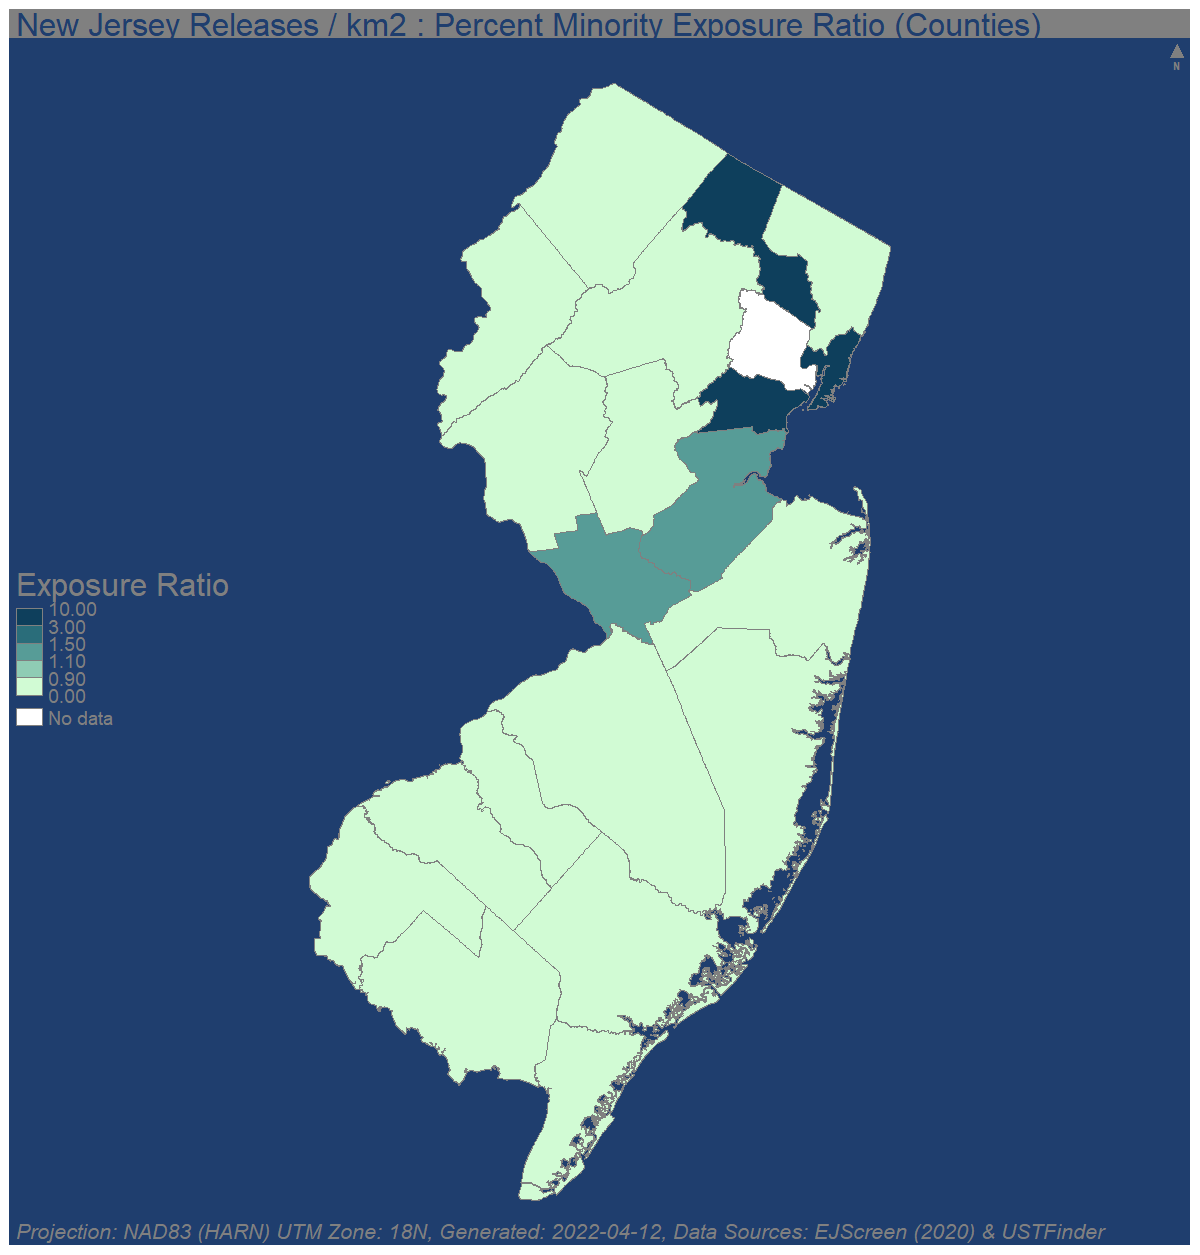 New Jersey Releases / km2 : Percent Minority Exposure Ratio (Counties)
N
Exposure Ratio
10.00
3.00
1.50
1.10
0.90
0.00
No data
Projection: NAD83 (HARN) UTM Zone: 18N, Generated: 2022-04-12, Data Sources: EJScreen (2020) & USTFinder